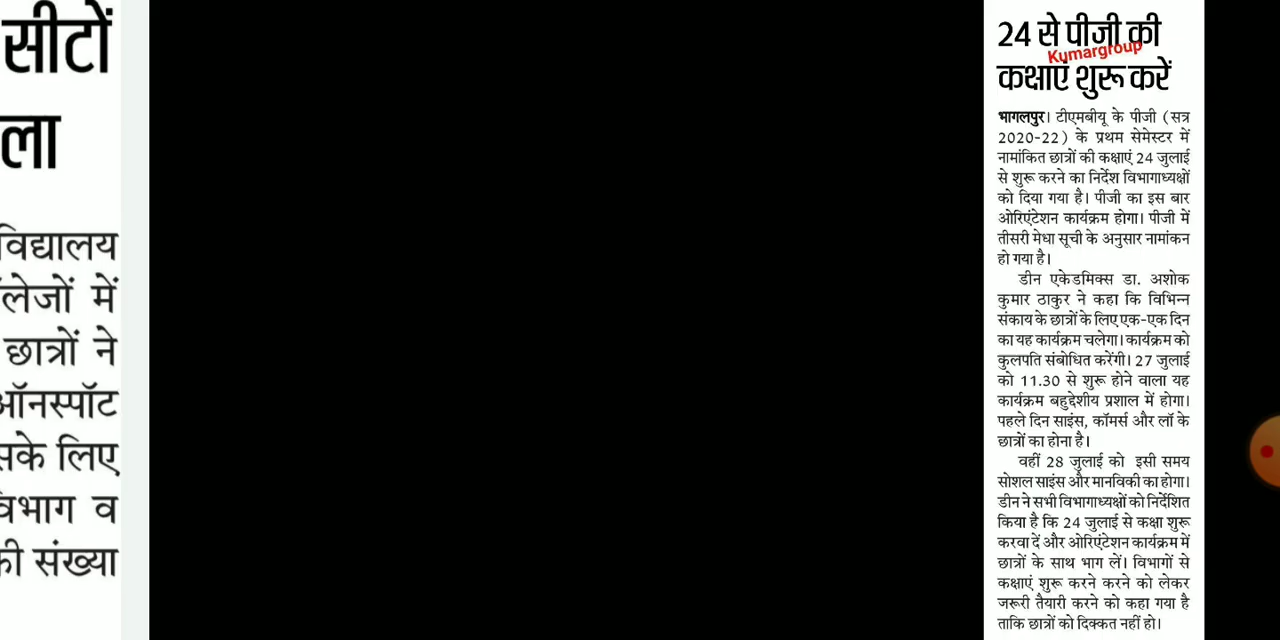 सीटों
ला
विद्यालय
लेजों में
छात्रों ने
ऑनस्पॉट
लिए
व
संख्या
24 से पीजी की
Kumargroup
कक्षाएं शुरू करें
भागलपुर। टीएमबीयू के पीजी (सत्र
2020-22) के प्रथम सेमेस्टर में
नामांकित छात्रों की कक्षाएं 24 जुलाई
से शुरू करने का निर्देश विभागाध्यक्षों
को दिया गया है। पीजी का इस बार
ओरिएंटेशन कार्यक्रम होगा। पीजी में
तीसरी मेधा सूची के अनुसार नामांकन
हो गया है।
डीन एकेडमिक्स डा. अशोक
कुमार ठाकुर ने कहा कि विभिन्न
संकाय के छात्रों के लिए एक-एक दिन
का यह कार्यक्रम चलेगा। कार्यक्रम को
कुलपति संबोधित करेंगी। 27 जुलाई
को 11.30 से शुरू होने वाला यह
कार्यक्रम बहुद्देशीय प्रशाल में होगा।
पहले दिन साइंस, कॉमर्स और लॉ के
छात्रों का होना है।
वहीं 28 जुलाई को इसी समय
सोशल साइंस और मानविकी का होगा।
डीन ने सभी विभागाध्यक्षों को निर्देशित
किया है कि 24 जुलाई से कक्षा शुरू
करवा दें और ओरिएंटेशन कार्यक्रम में
छात्रों के साथ भाग लें। विभागों से
कक्षाएं शुरू करने करने को लेकर
जरूरी तैयारी करने को कहा गया है
ताकि छात्रों को दिक्कत नहीं हो।